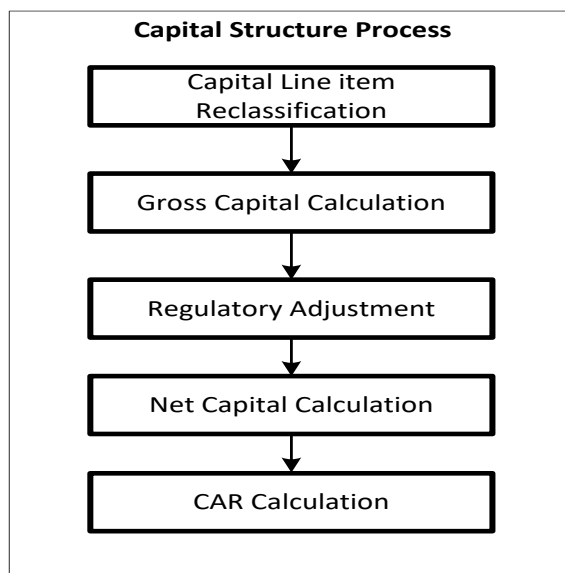 Capital Structure Process
Capital Line item
Reclassification
Gross Capital Calculation
Regulatory Adjustment
Net Capital Calculation
CAR Calculation